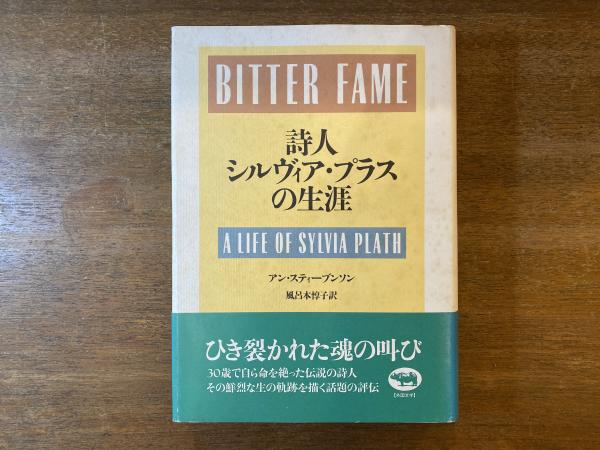 BITTER FAME
詩人
シルヴィア・プラス
の生涯
A LIFE OF SYLVIA PLATH
アン・スティーブンソン
風呂本惇子訳
ひき裂かれた魂の叫び
30歳で自ら命を絶った伝説の詩人
その鮮烈な生の軌跡を描く話題の評伝
【外国文学】